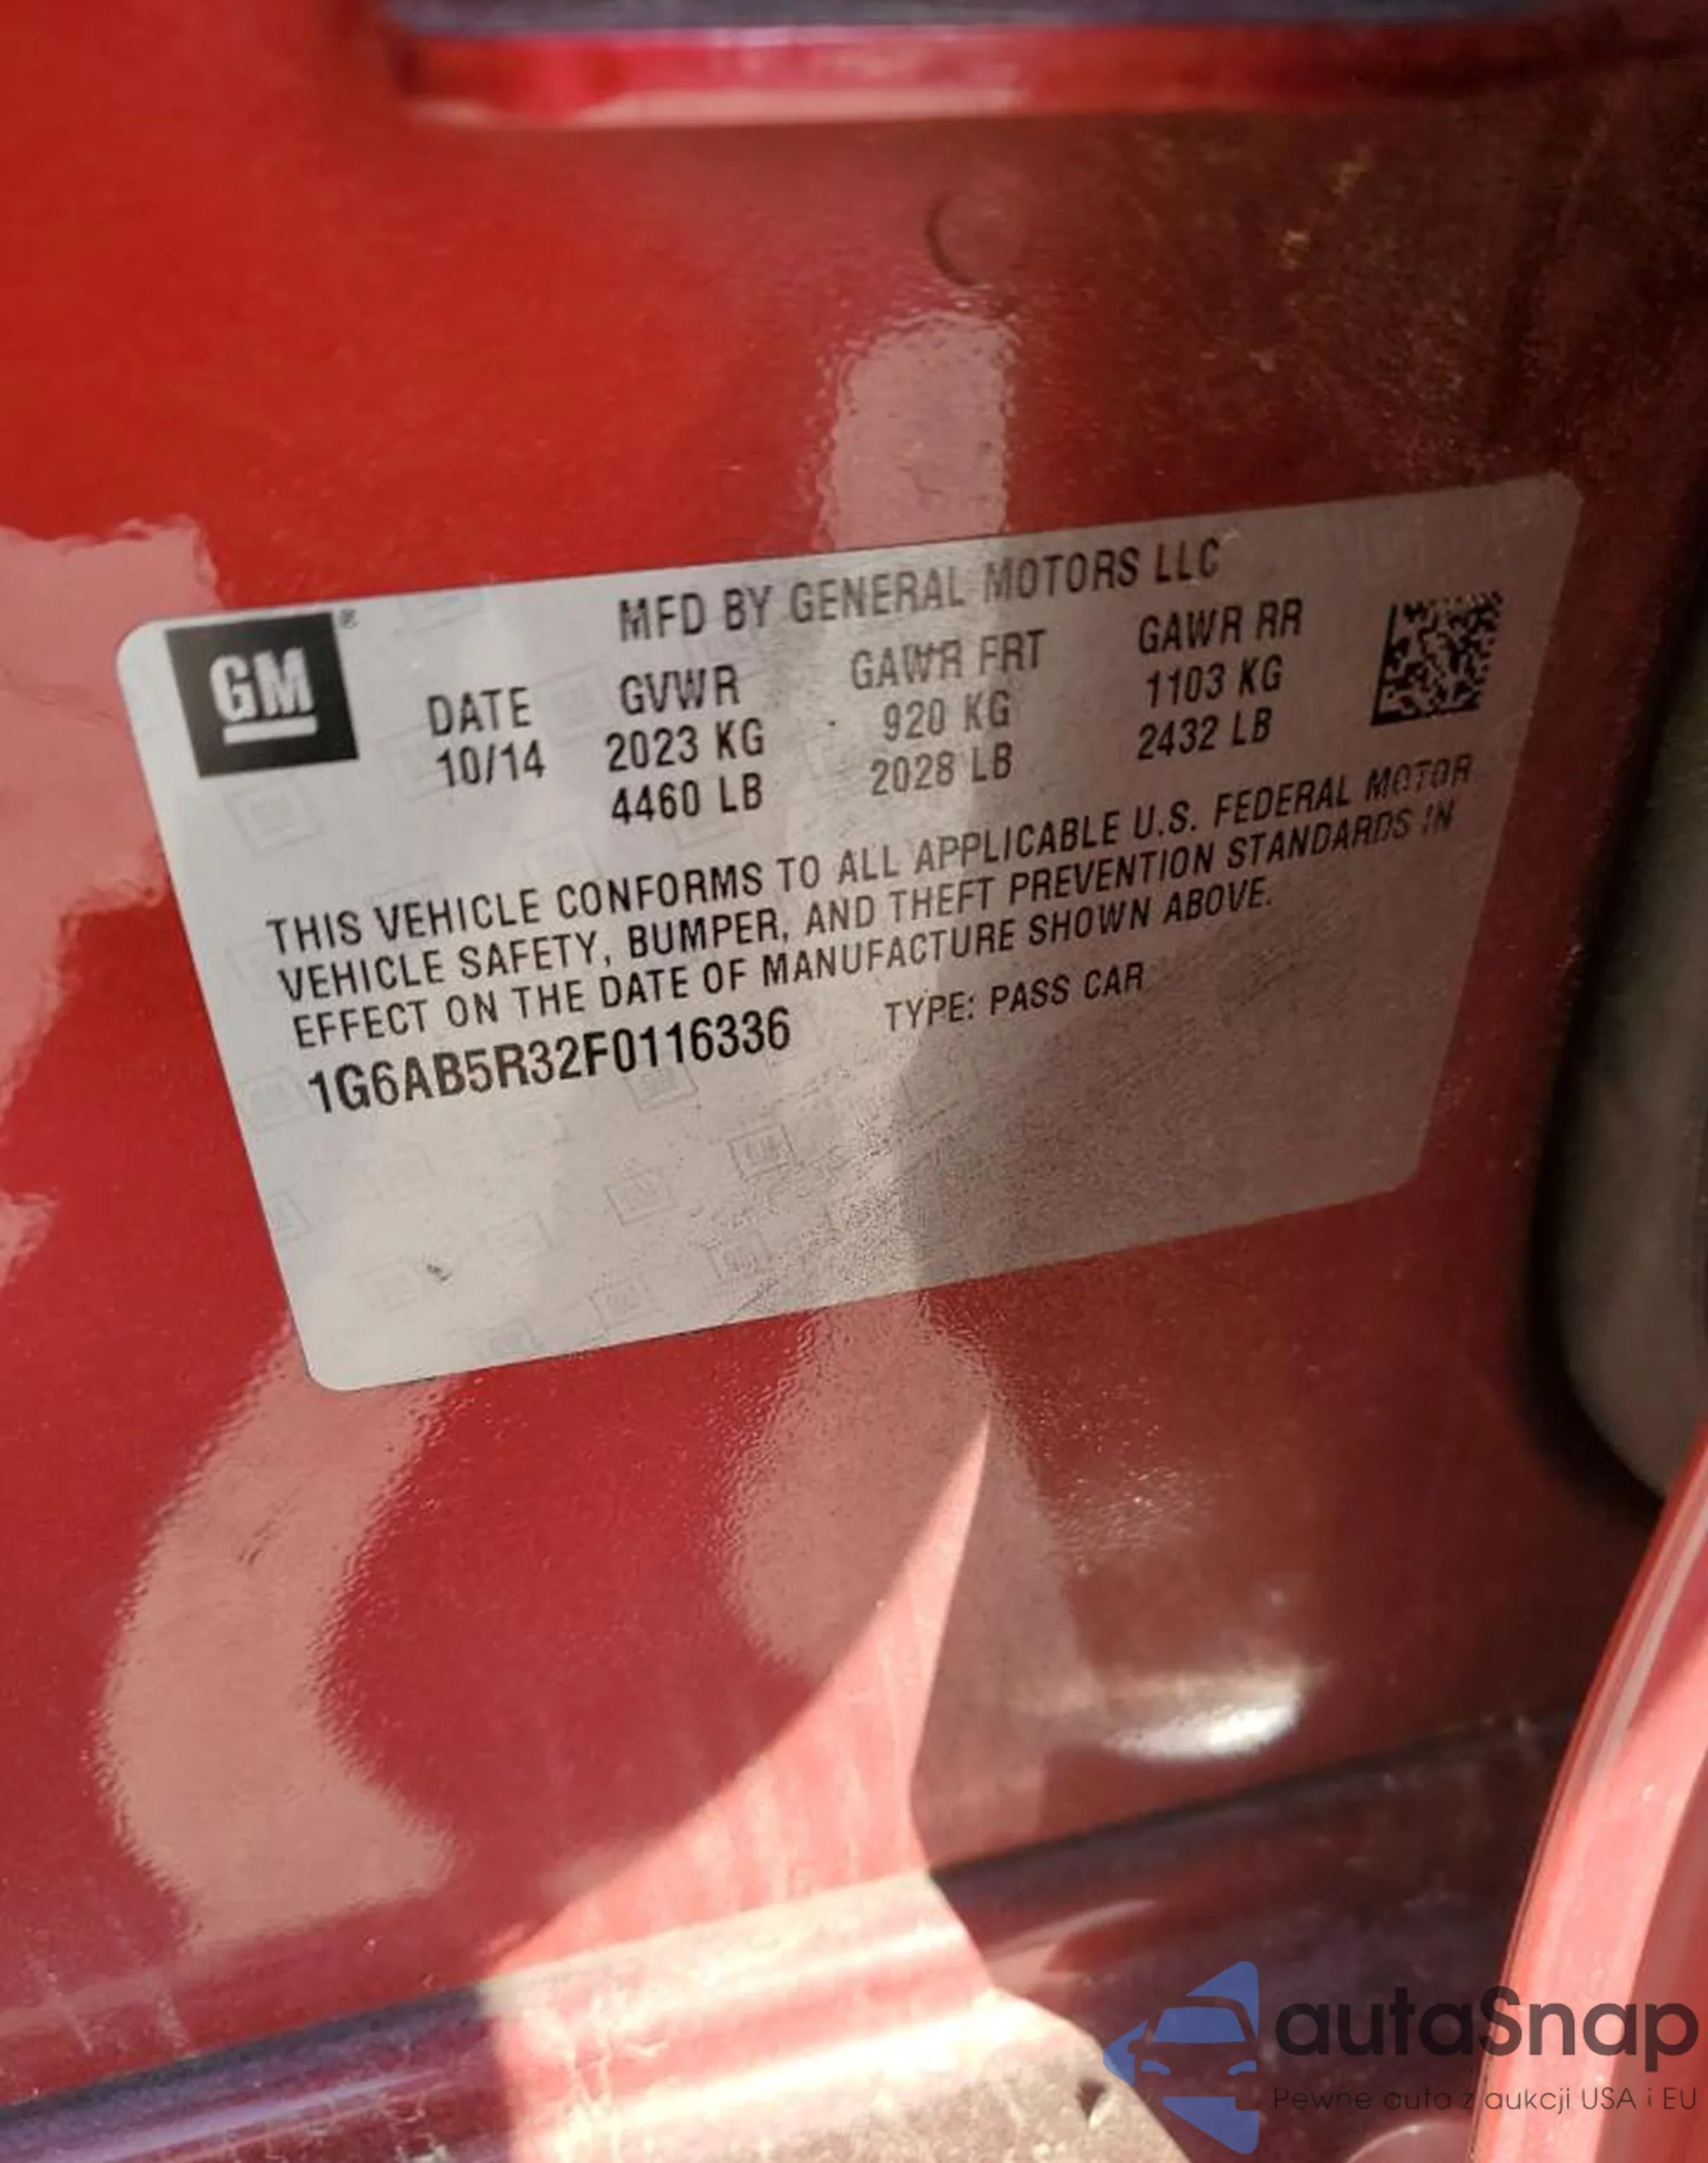 MFD BY GENERAL MOTORS LLC
GM®
DATE GVWR GAWR FRT GAWR RR
10/14 2023 KG 920 KG 1103 KG
4460 LB 2028 LB 2432 LB
THIS VEHICLE CONFORMS TO ALL APPLICABLE U.S. FEDERAL MOTOR
VEHICLE SAFETY, BUMPER, AND THEFT PREVENTION STANDARDS IN
EFFECT ON THE DATE OF MANUFACTURE SHOWN ABOVE.
1G6AB5R32F0116336 TYPE: PASS CAR
autaSnap
Pewne auta z aukcji USA i EU